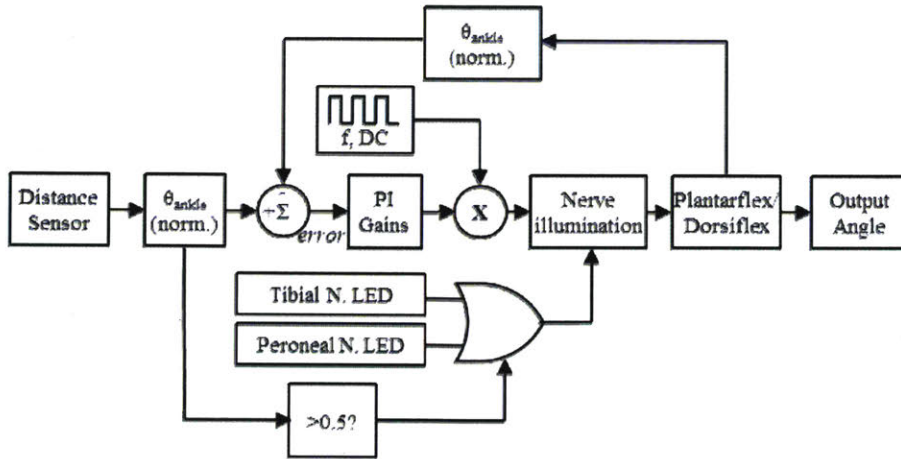 θankle
(norm.)
f, DC
Distance
Sensor
θankle
(norm.)
+Σ
-
error
PI
Gains
X
Nerve
illumination
Plantarflex/
Dorsiflex
Output
Angle
Tibial N. LED
Peroneal N. LED
>0.5?